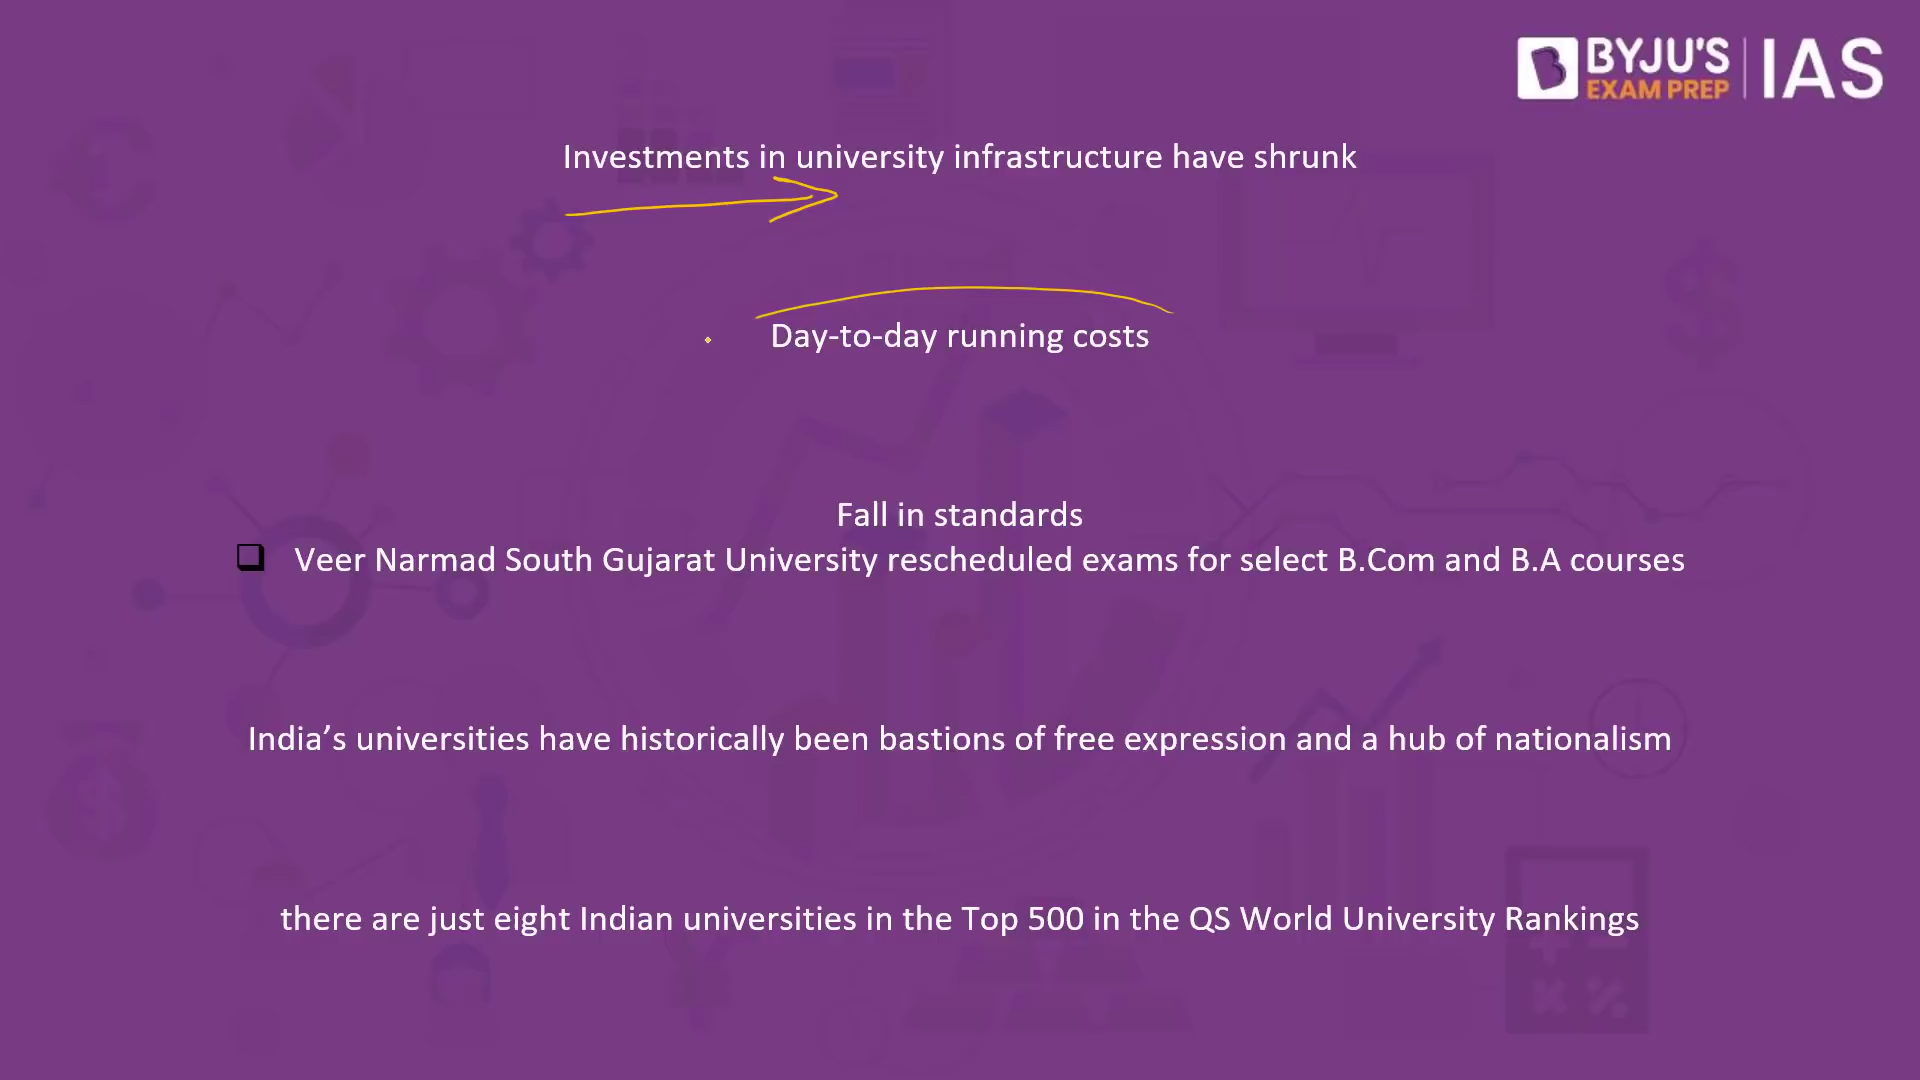 BYJU'S
EXAM PREP
IAS
Investments in university infrastructure have shrunk
Day-to-day running costs
Fall in standards
Veer Narmad South Gujarat University rescheduled exams for select B.Com and B.A courses
India’s universities have historically been bastions of free expression and a hub of nationalism
there are just eight Indian universities in the Top 500 in the QS World University Rankings